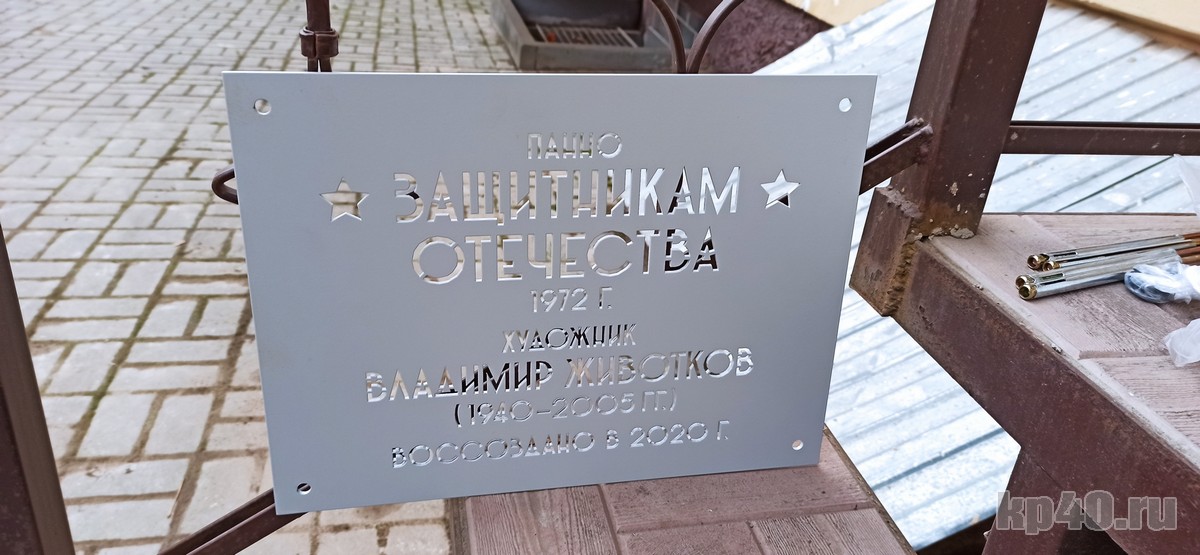 ПАННО
ЗАЩИТНИКАМ
ОТЕЧЕСТВА
1972 Г.
ХУДОЖНИК
ВЛАДИМИР ЖИВОТКОВ
(1940-2005 ГГ.)
ВОССОЗДАНО В 2020 Г.
kp40.ru